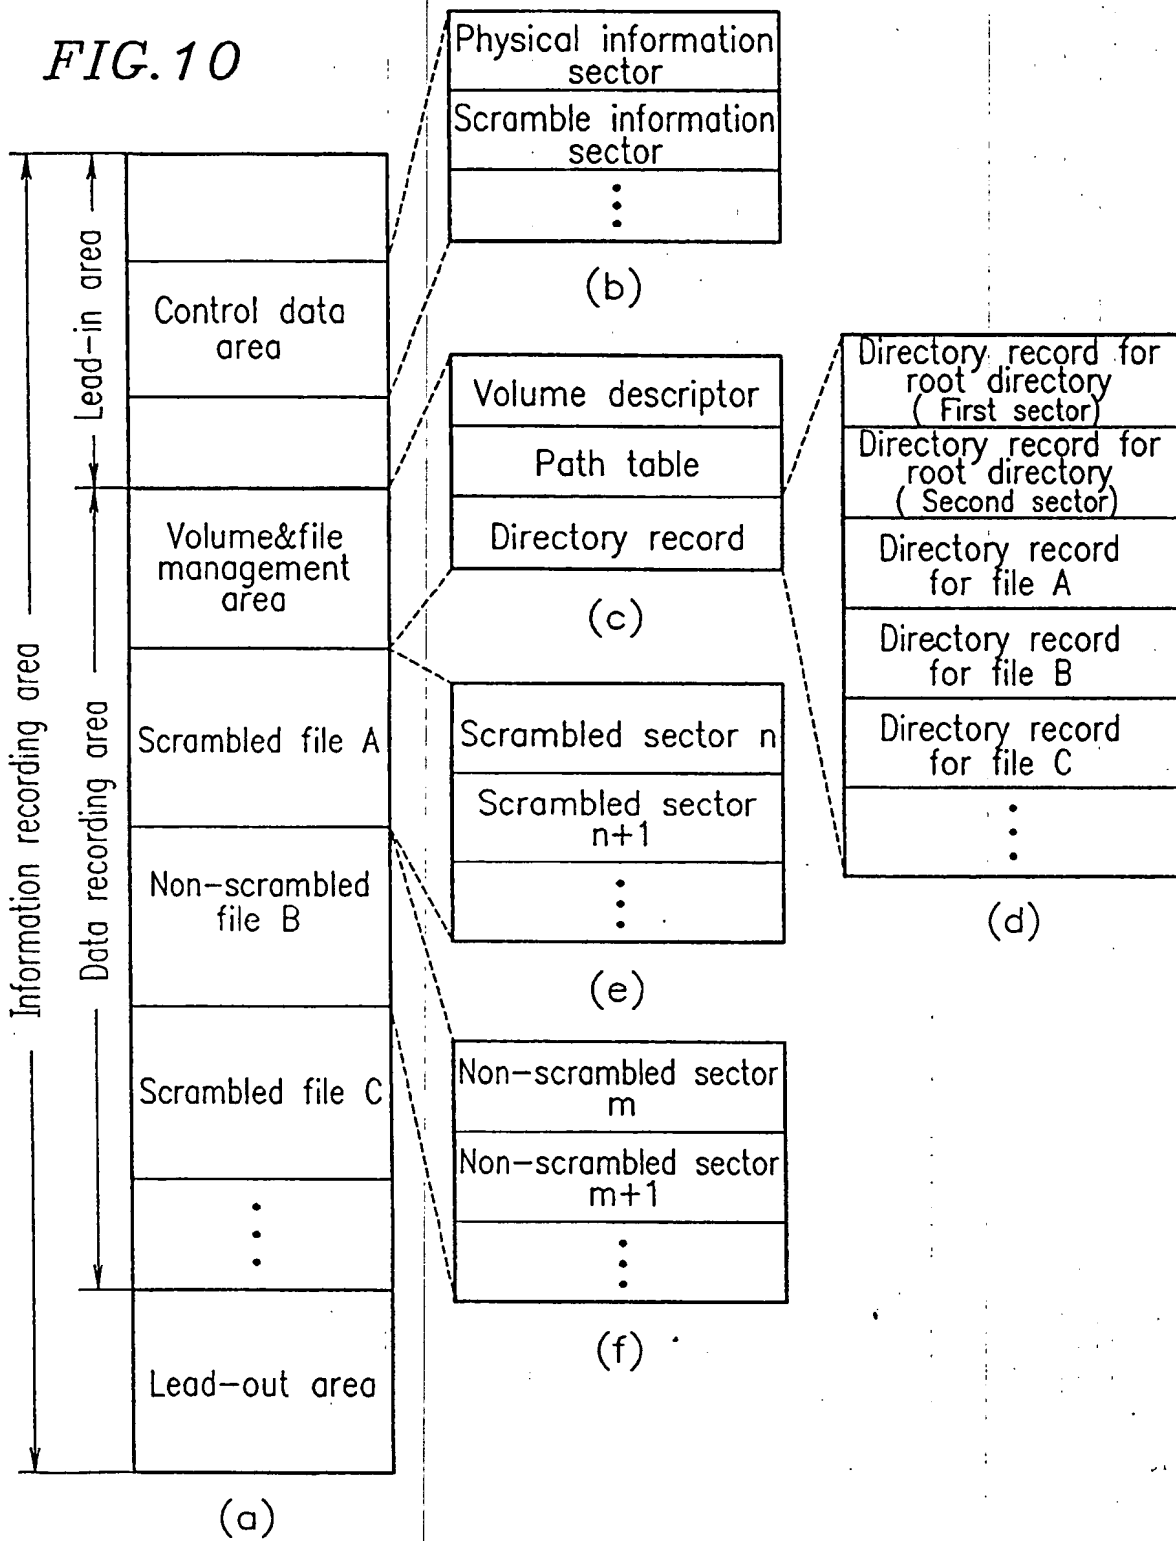 FIG.10
Information recording area
Lead-in area
Data recording area
Control data
area
Volume&file
management
area
Scrambled file A
Non-scrambled
file B
Scrambled file C
Lead-out area
(a)
Physical information
sector
Scramble information
sector
(b)
Volume descriptor
Path table
Directory record
(c)
Directory record for
root directory
( First sector)
Directory record for
root directory
( Second sector)
Directory record
for file A
Directory record
for file B
Directory record
for file C
(d)
Scrambled sector n
Scrambled sector
n+1
(e)
Non-scrambled sector
m
Non-scrambled sector
m+1
(f)